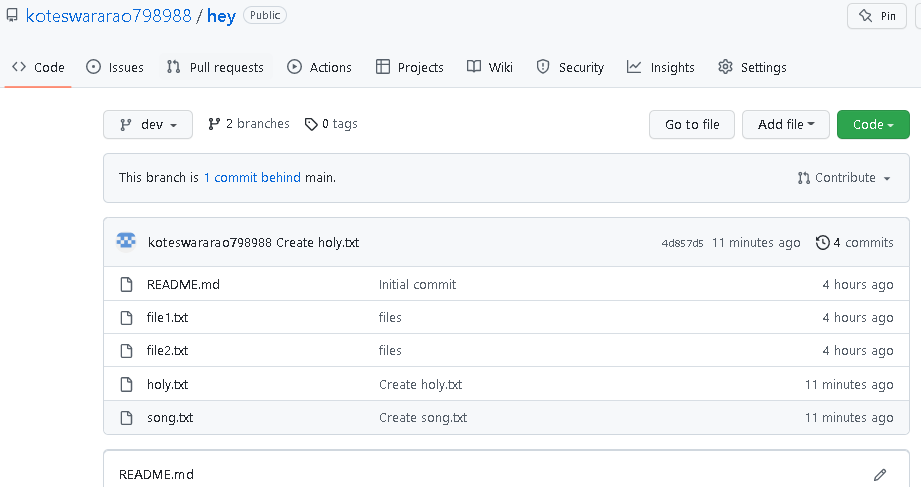 koteswararao798988 / hey Public Pin
Code Issues Pull requests Actions Projects Wiki Security Insights Settings
dev 2 branches 0 tags Go to file Add file Code
This branch is 1 commit behind main. Contribute
koteswararao798988 Create holy.txt 4d857d5 11 minutes ago 4 commits
README.md Initial commit 4 hours ago
file1.txt files 4 hours ago
file2.txt files 4 hours ago
holy.txt Create holy.txt 11 minutes ago
song.txt Create song.txt 11 minutes ago
README.md